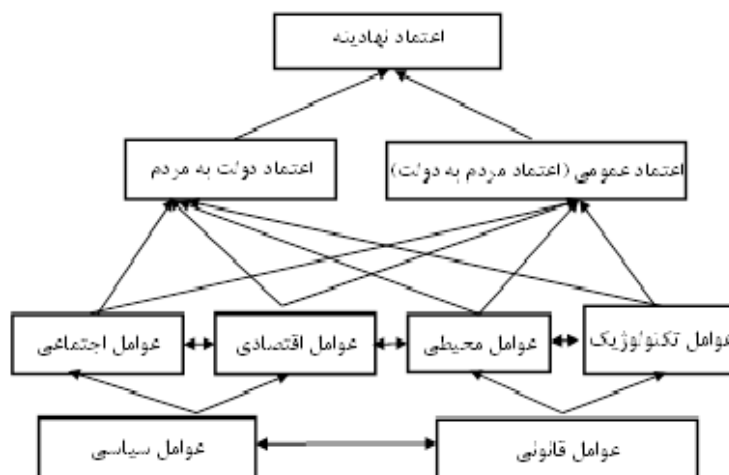 اعتماد نهادینه
اعتماد عمومی (اعتماد مردم به دولت)
اعتماد دولت به مردم
عوامل تکنولوژیک
عوامل محیطی
عوامل اقتصادی
عوامل اجتماعی
عوامل قانونی
عوامل سیاسی